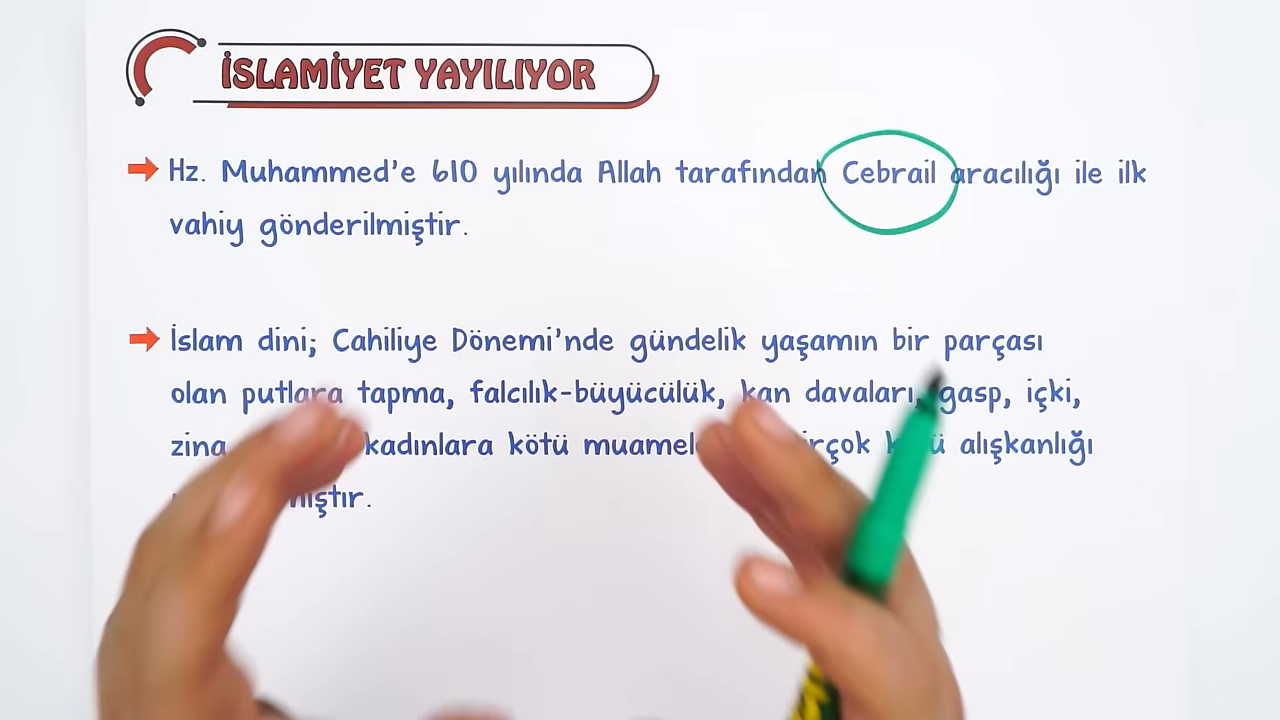 İSLAMİYET YAYILIYOR
Hz. Muhammed'e 610 yılında Allah tarafından Cebrail aracılığı ile ilk
vahiy gönderilmiştir.
İslam dini; Cahiliye Dönemi'nde gündelik yaşamın bir parçası
olan putlara tapma, falcılık-büyücülük, kan davaları, gasp, içki,
zina kadınlara kötü alışkanlığı